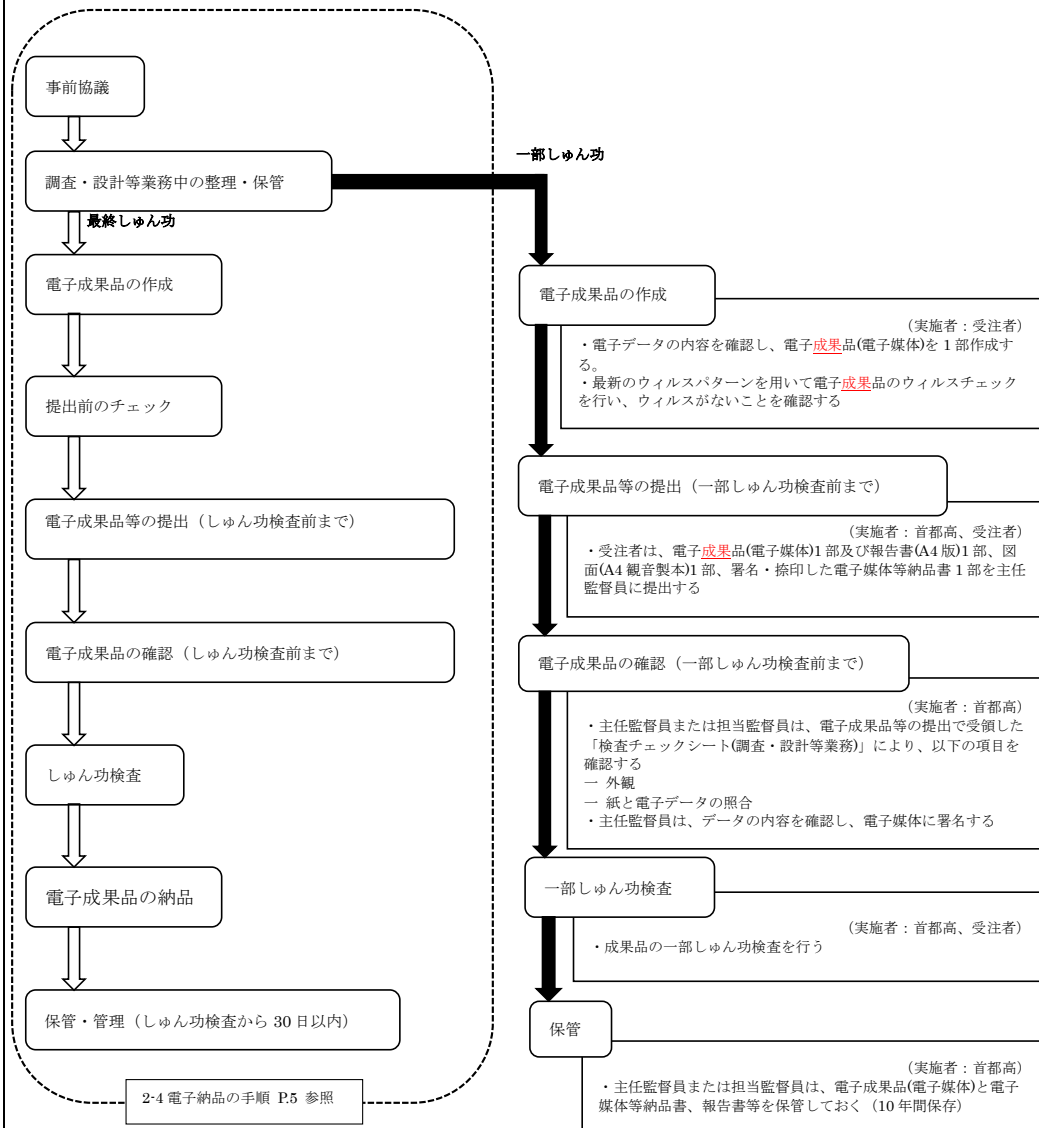 事前協議
調査・設計等業務中の整理・保管
最終しゅん功
電子成果品の作成
提出前のチェック
電子成果品等の提出（しゅん功検査前まで）
電子成果品の確認（しゅん功検査前まで）
しゅん功検査
電子成果品の納品
保管・管理（しゅん功検査から 30 日以内）
2-4 電子納品の手順 P.5 参照
一部しゅん功
電子成果品の作成
（実施者：受注者）
・電子データの内容を確認し、電子成果品(電子媒体)を 1 部作成す
る。
・最新のウィルスパターンを用いて電子成果品のウィルスチェック
を行い、ウィルスがないことを確認する
電子成果品等の提出（一部しゅん功検査前まで）
（実施者：首都高、受注者）
・受注者は、電子成果品(電子媒体)1 部及び報告書(A4 版)1 部、図
面(A4 観音製本)1 部、署名・捺印した電子媒体等納品書 1 部を主任
監督員に提出する
電子成果品の確認（一部しゅん功検査前まで）
（実施者：首都高）
・主任監督員または担当監督員は、電子成果品等の提出で受領した
「検査チェックシート(調査・設計等業務)」により、以下の項目を
確認する
― 外観
― 紙と電子データの照合
・主任監督員は、データの内容を確認し、電子媒体に署名する
一部しゅん功検査
（実施者：首都高、受注者）
・成果品の一部しゅん功検査を行う
保管
（実施者：首都高）
・主任監督員または担当監督員は、電子成果品(電子媒体)と電子
媒体等納品書、報告書等を保管しておく（10 年間保存）